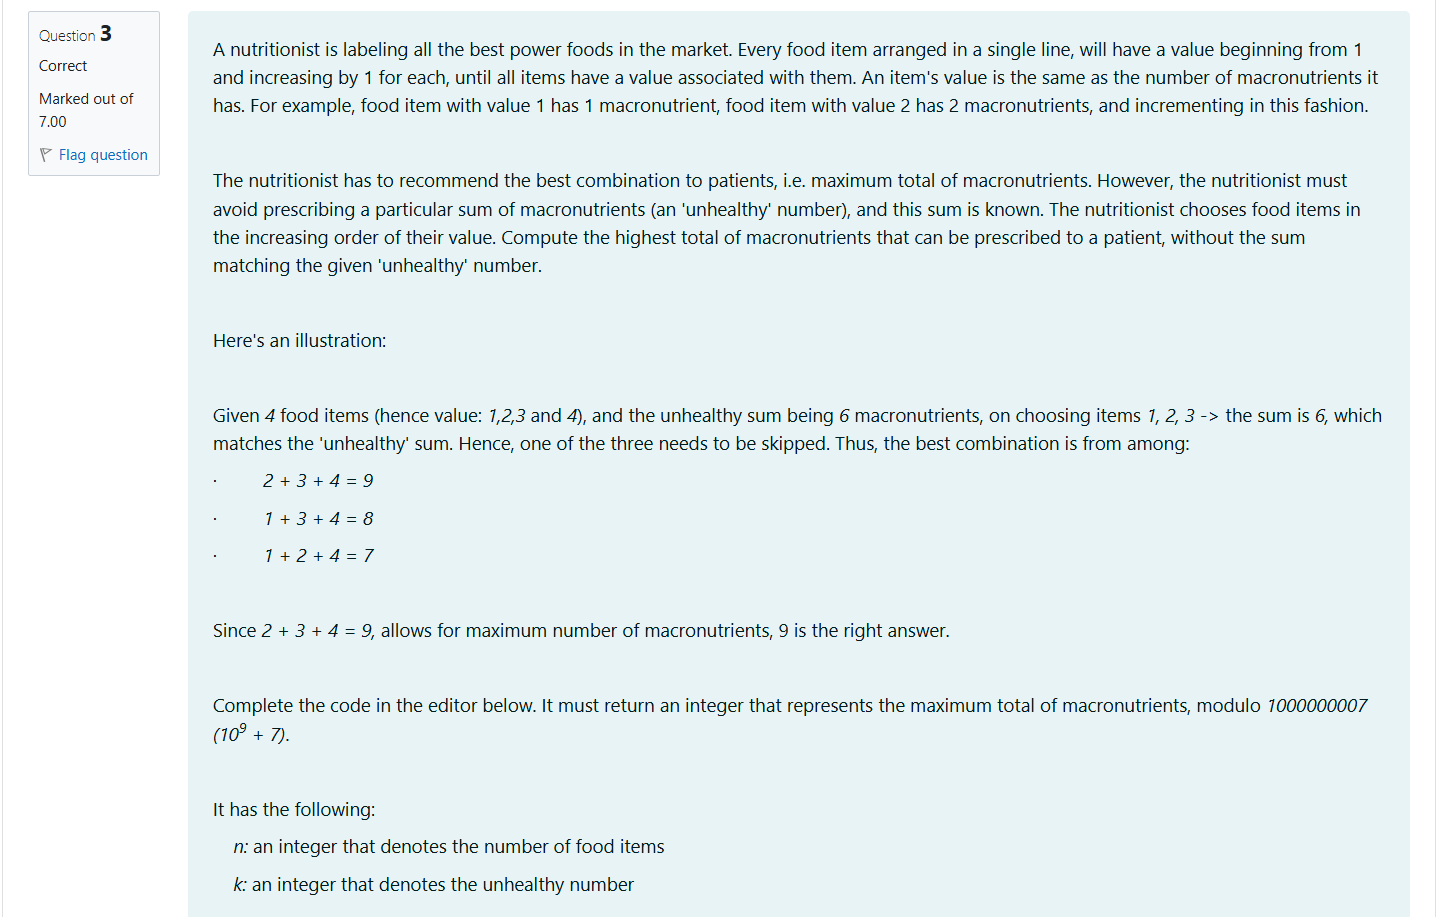 Question 3
Correct
Marked out of
7.00
Flag question
A nutritionist is labeling all the best power foods in the market. Every food item arranged in a single line, will have a value beginning from 1
and increasing by 1 for each, until all items have a value associated with them. An item's value is the same as the number of macronutrients it
has. For example, food item with value 1 has 1 macronutrient, food item with value 2 has 2 macronutrients, and incrementing in this fashion.
The nutritionist has to recommend the best combination to patients, i.e. maximum total of macronutrients. However, the nutritionist must
avoid prescribing a particular sum of macronutrients (an 'unhealthy' number), and this sum is known. The nutritionist chooses food items in
the increasing order of their value. Compute the highest total of macronutrients that can be prescribed to a patient, without the sum
matching the given 'unhealthy' number.
Here's an illustration:
Given 4 food items (hence value: 1,2,3 and 4), and the unhealthy sum being 6 macronutrients, on choosing items 1, 2, 3 -> the sum is 6, which
matches the 'unhealthy' sum. Hence, one of the three needs to be skipped. Thus, the best combination is from among:
· 2 + 3 + 4 = 9
· 1 + 3 + 4 = 8
· 1 + 2 + 4 = 7
Since 2 + 3 + 4 = 9, allows for maximum number of macronutrients, 9 is the right answer.
Complete the code in the editor below. It must return an integer that represents the maximum total of macronutrients, modulo 1000000007
(10⁹ + 7).
It has the following:
n: an integer that denotes the number of food items
k: an integer that denotes the unhealthy number